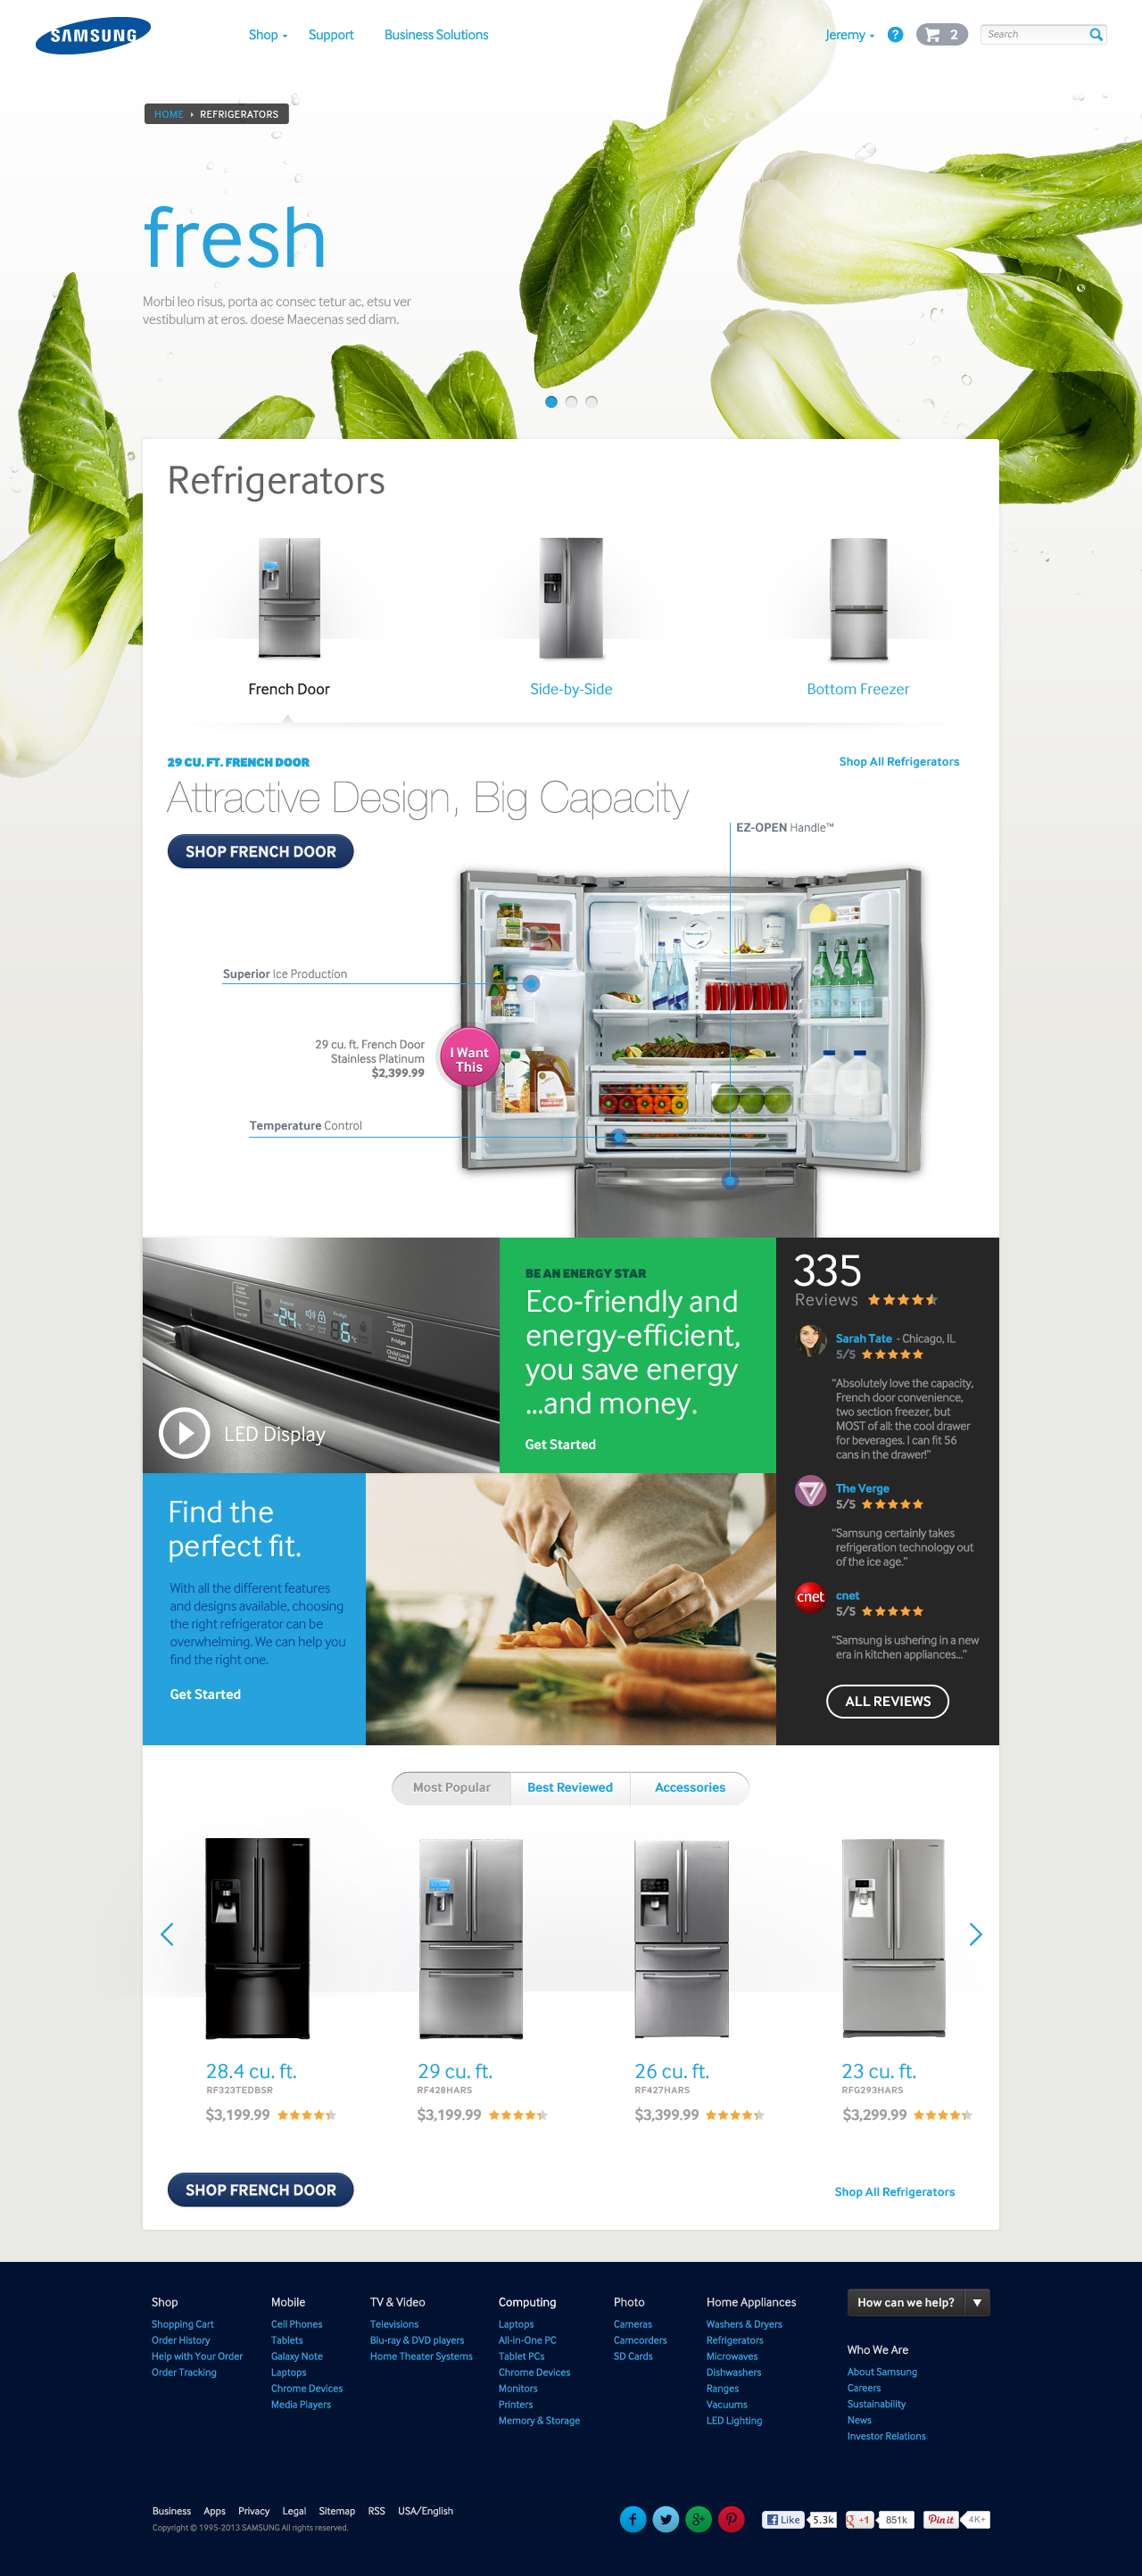 SAMSUNG
Shop
Support
Business Solutions
Jeremy
?
2
Search
HOME
REFRIGERATORS
fresh
Morbi leo risus, porta ac consec tetur ac, etsu ver
vestibulum at eros. doese Maecenas sed diam.
Refrigerators
French Door
Side-by-Side
Bottom Freezer
29 CU. FT. FRENCH DOOR
Shop All Refrigerators
Attractive Design, Big Capacity
SHOP FRENCH DOOR
EZ-OPEN Handle™
Superior Ice Production
29 cu. ft. French Door
Stainless Platinum
$2,399.99
I Want
This
Temperature Control
-24
86
Super
Cool
Fridge
Child Lock
LED Display
BE AN ENERGY STAR
Eco-friendly and
energy-efficient,
you save energy
...and money.
Get Started
335
Reviews
Sarah Tate - Chicago, IL
5/5
“Absolutely love the capacity,
French door convenience,
two section freezer, but
MOST of all: the cool drawer
for beverages. I can fit 56
cans in the drawer!”
The Verge
5/5
“Samsung certainly takes
refrigeration technology out
of the ice age.”
cnet
cnet
5/5
“Samsung is ushering in a new
era in kitchen appliances...”
ALL REVIEWS
Find the
perfect fit.
With all the different features
and designs available, choosing
the right refrigerator can be
overwhelming. We can help you
find the right one.
Get Started
Most Popular
Best Reviewed
Accessories
28.4 cu. ft.
RF323TEDBSR
$3,199.99
29 cu. ft.
RF428HARS
$3,199.99
26 cu. ft.
RF427HARS
$3,399.99
23 cu. ft.
RFG293HARS
$3,299.99
SHOP FRENCH DOOR
Shop All Refrigerators
Shop
Shopping Cart
Order History
Help with Your Order
Order Tracking
Mobile
Cell Phones
Tablets
Galaxy Note
Laptops
Chrome Devices
Media Players
TV & Video
Televisions
Blu-ray & DVD players
Home Theater Systems
Computing
Laptops
All-in-One PC
Tablet PCs
Chrome Devices
Monitors
Printers
Memory & Storage
Photo
Cameras
Camcorders
SD Cards
Home Appliances
Washers & Dryers
Refrigerators
Microwaves
Dishwashers
Ranges
Vacuums
LED Lighting
How can we help?
Who We Are
About Samsung
Careers
Sustainability
News
Investor Relations
Business
Apps
Privacy
Legal
Sitemap
RSS
USA/English
Copyright © 1995-2013 SAMSUNG All rights reserved.
Like
5.3k
+1
851k
Pin it
4K+